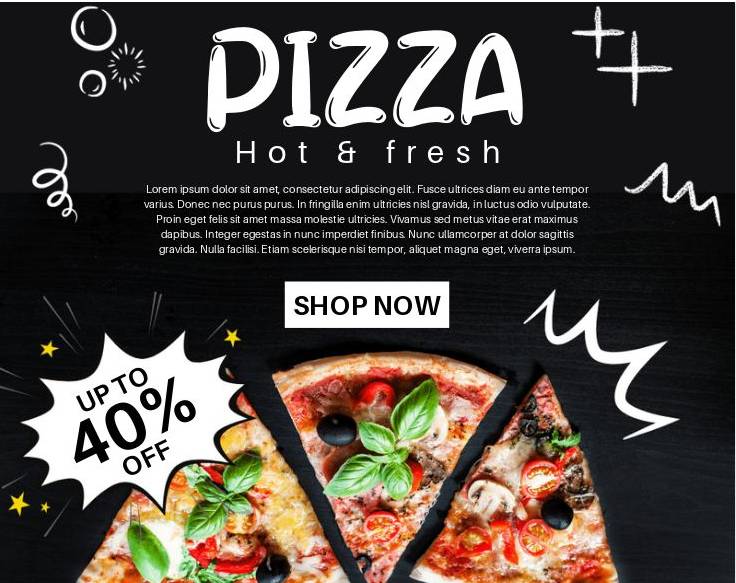 PIZZA
Hot & fresh
Lorem ipsum dolor sit amet, consectetur adipiscing elit. Fusce ultrices diam eu ante tempor
varius. Donec nec purus purus. In fringilla enim ultricies nisl gravida, in luctus odio vulputate.
Proin eget felis sit amet massa molestie ultricies. Vivamus sed metus vitae erat maximus
dapibus. Integer egestas in nunc imperdiet finibus. Nunc ullamcorper at dolor sagittis
gravida. Nulla facilisi. Etiam scelerisque nisi tempor, aliquet magna eget, viverra ipsum.
SHOP NOW
UP TO
40%
OFF